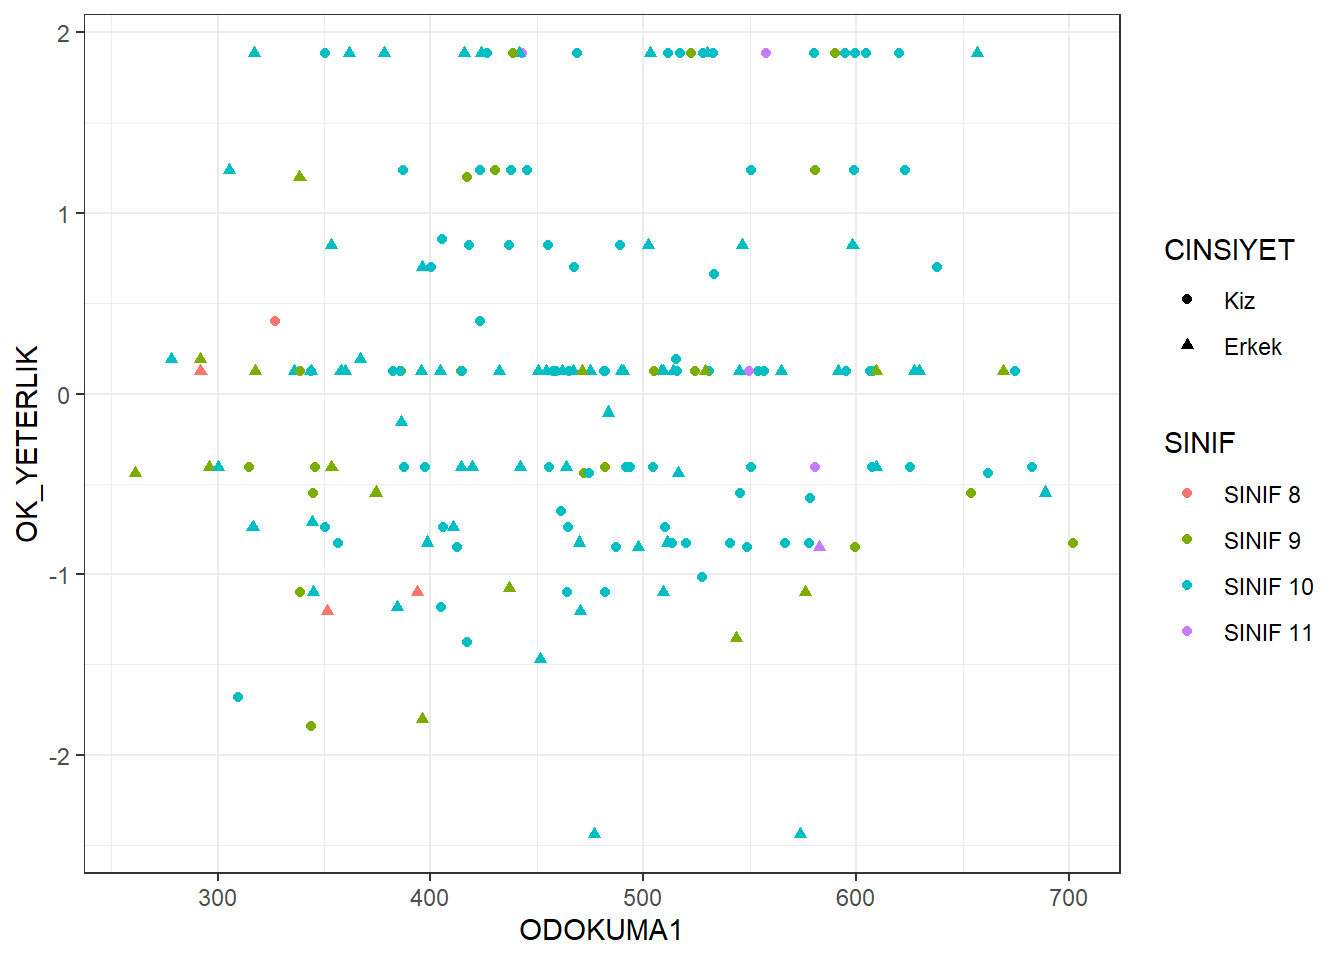 2
1
0
-1
-2
OK_YETERLIK
300
400
500
600
700
ODOKUMA1
CINSIYET
Kiz
Erkek
SINIF
SINIF 8
SINIF 9
SINIF 10
SINIF 11